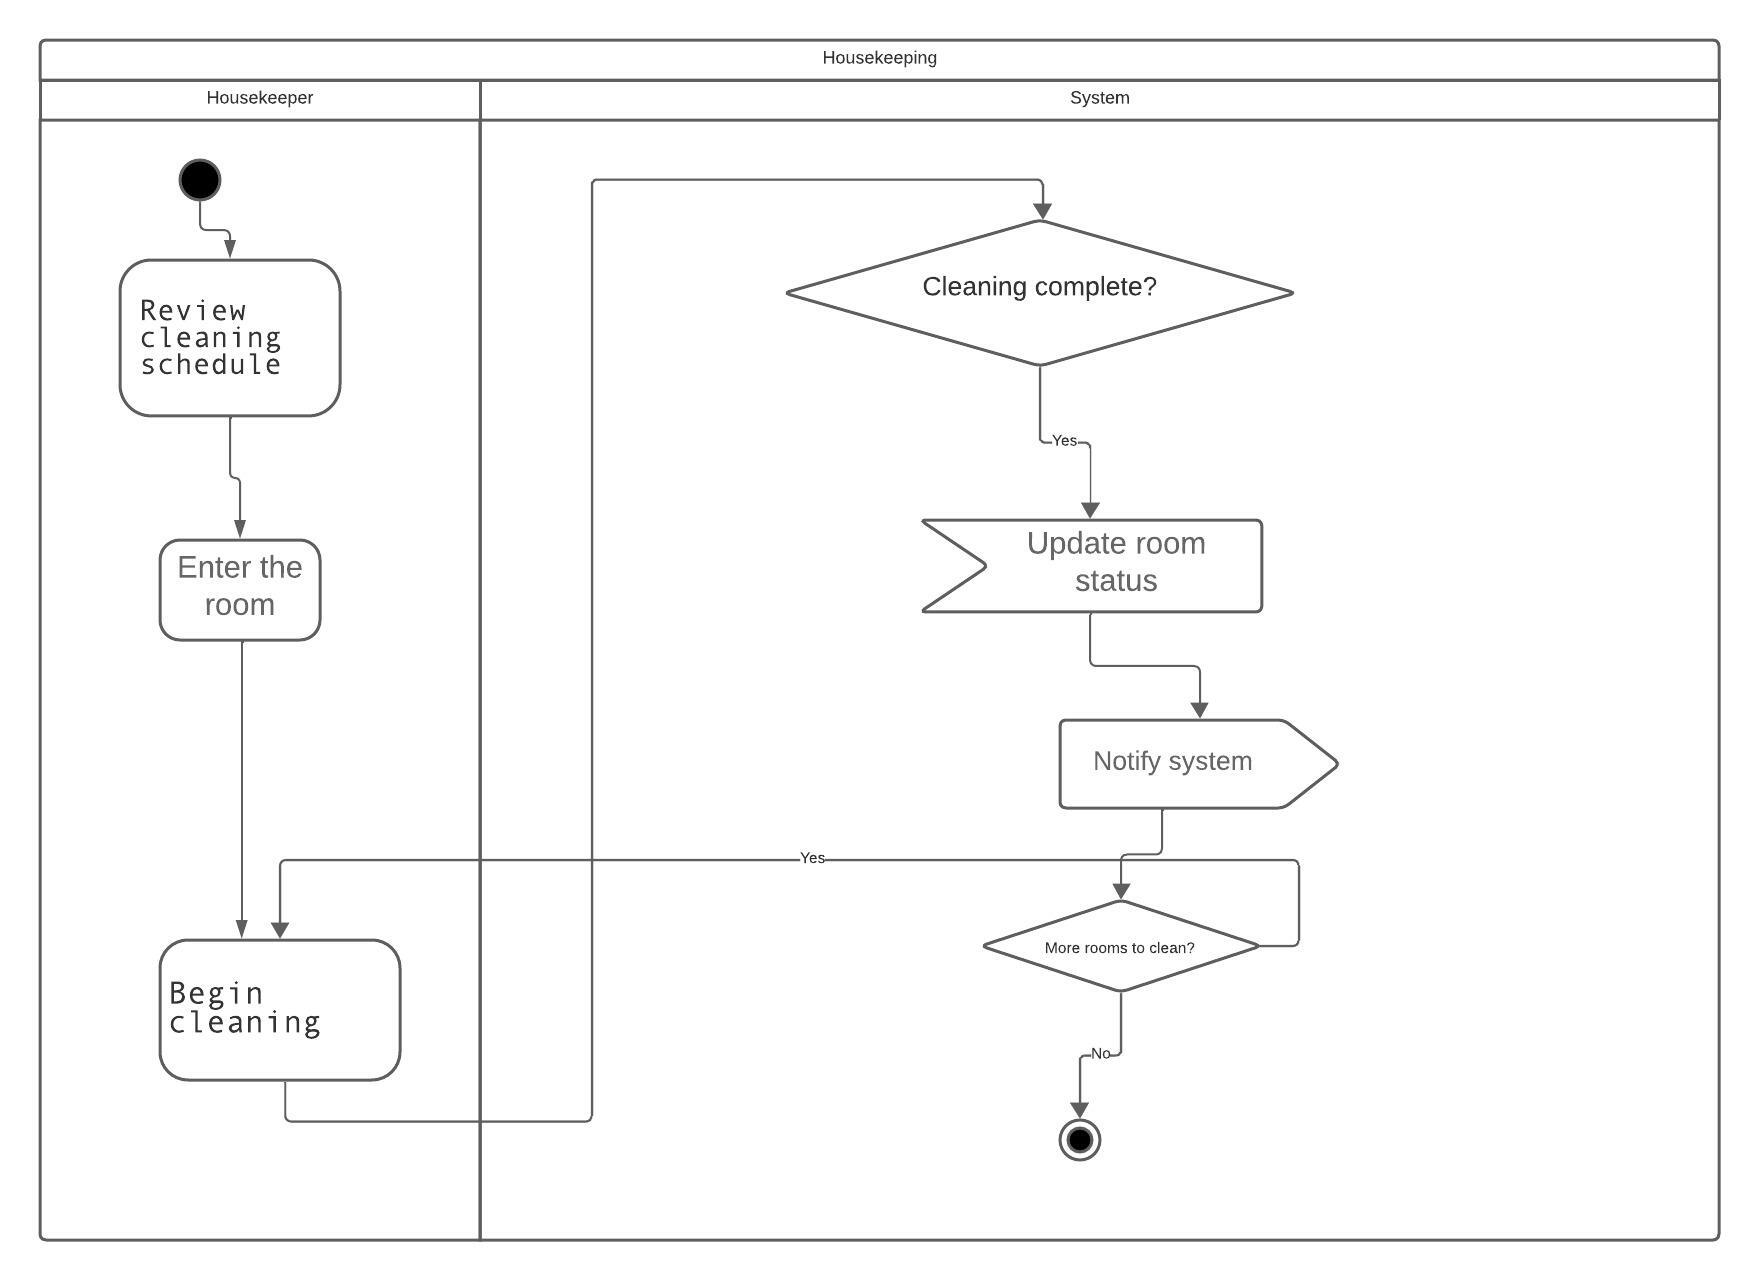 Housekeeping
Housekeeper
System
Review
cleaning
schedule
Enter the
room
Begin
cleaning
Cleaning complete?
Yes
Update room
status
Notify system
Yes
More rooms to clean?
No